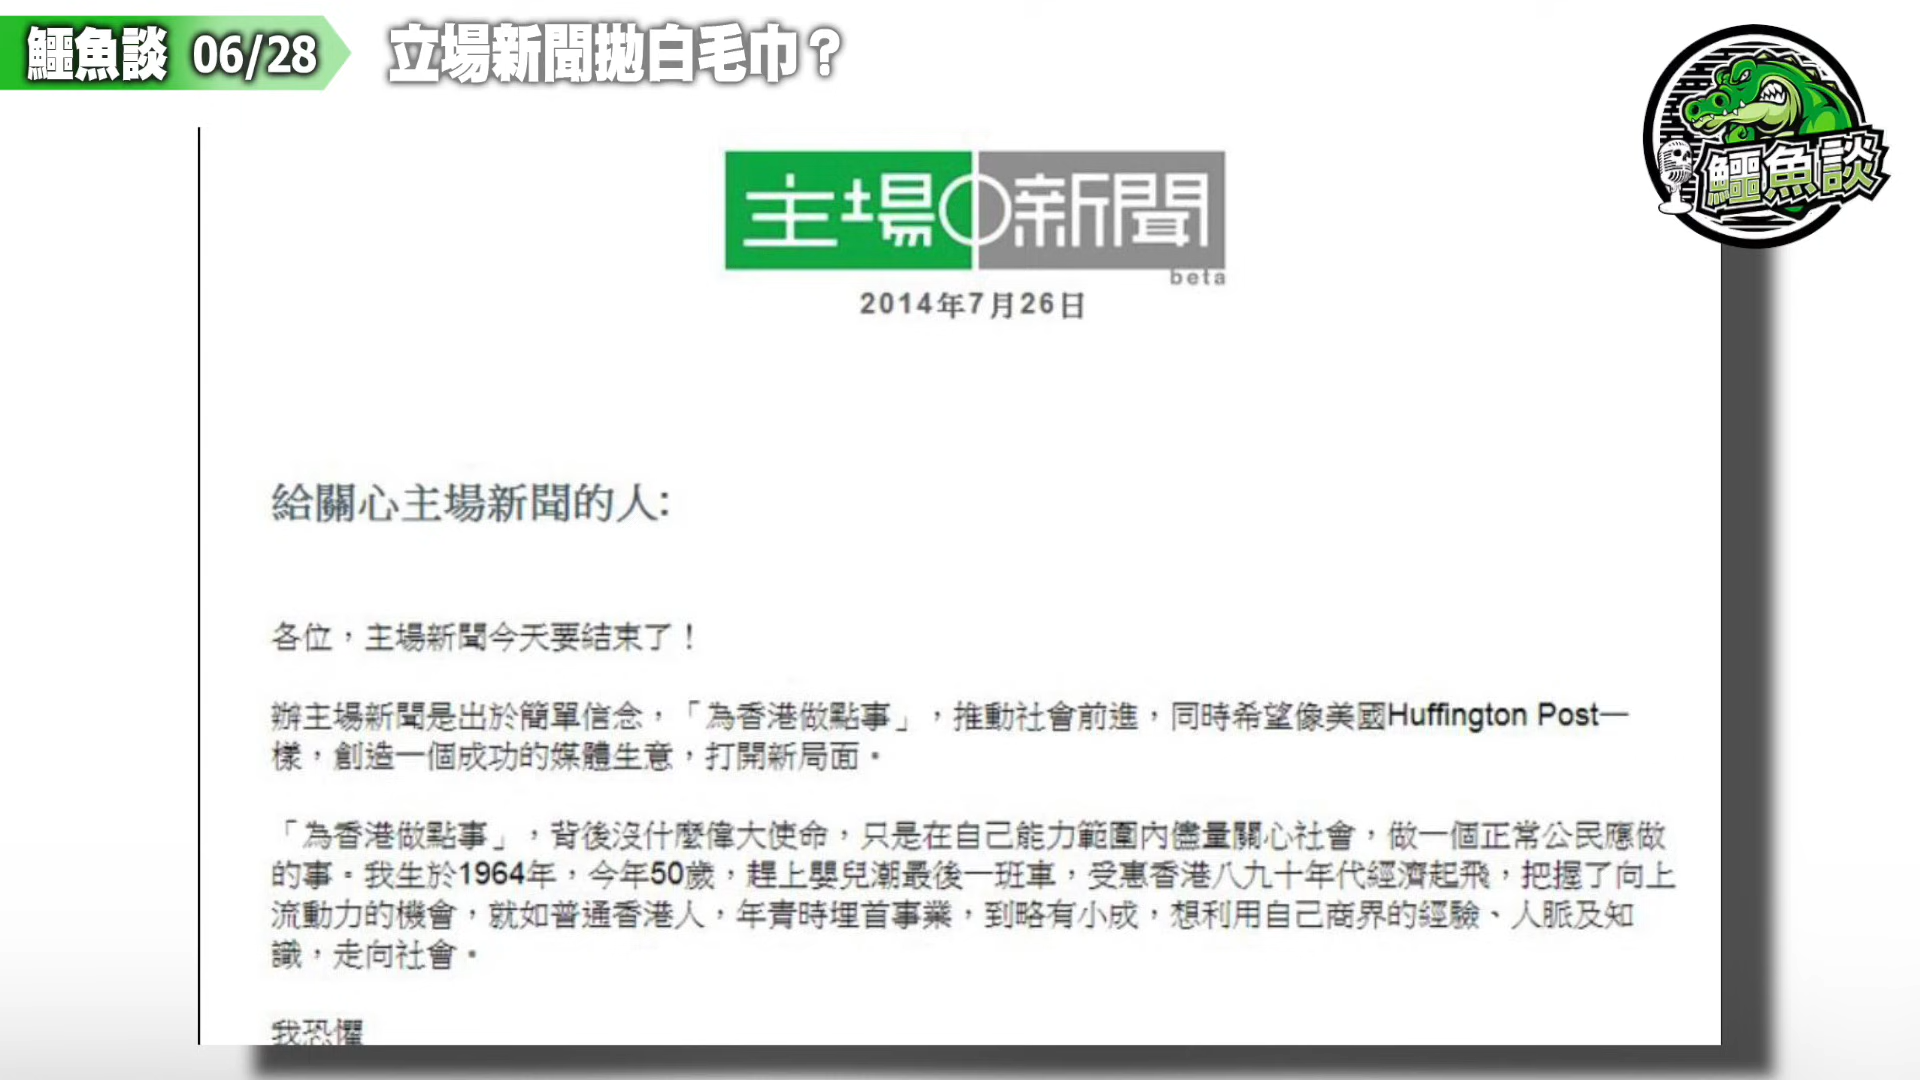 鱷魚談 06/28 立場新聞拋白毛巾？
鱷魚談
主場新聞
beta
2014年7月26日
給關心主場新聞的人:
各位，主場新聞今天要結束了！
辦主場新聞是出於簡單信念，「為香港做點事」，推動社會前進，同時希望像美國Huffington Post一
樣，創造一個成功的媒體生意，打開新局面。
「為香港做點事」，背後沒什麼偉大使命，只是在自己能力範圍內儘量關心社會，做一個正常公民應做
的事。我生於1964年，今年50歲，趕上嬰兒潮最後一班車，受惠香港八九十年代經濟起飛，把握了向上
流動力的機會，就如普通香港人，年青時埋首事業，到略有小成，想利用自己商界的經驗、人脈及知
識，走向社會。
我恐懼